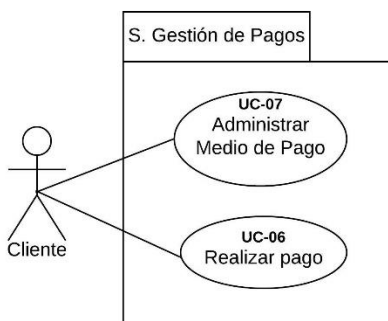 S. Gestión de Pagos
UC-07
Administrar
Medio de Pago
UC-06
Realizar pago
Cliente